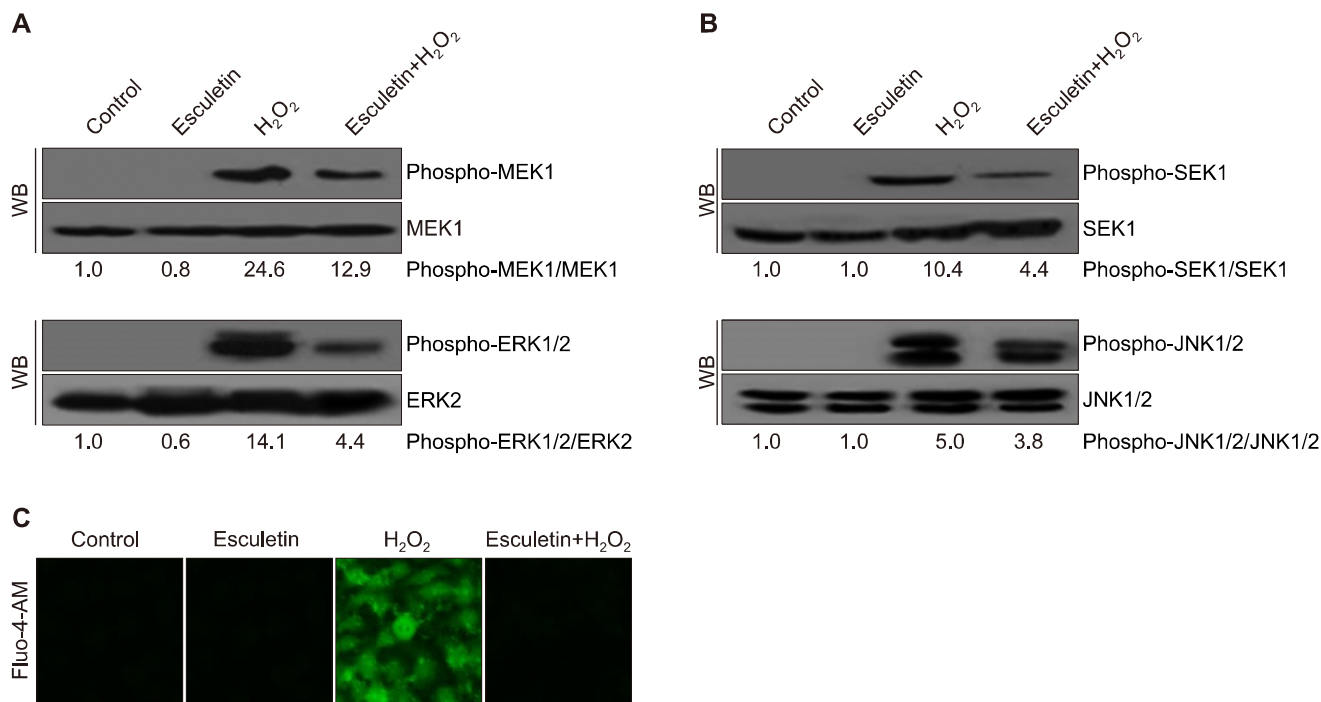 A
Control
Esculetin
H₂O₂
Esculetin+H₂O₂
WB
Phospho-MEK1
MEK1
1.0 0.8 24.6 12.9 Phospho-MEK1/MEK1
WB
Phospho-ERK1/2
ERK2
1.0 0.6 14.1 4.4 Phospho-ERK1/2/ERK2
B
Control
Esculetin
H₂O₂
Esculetin+H₂O₂
WB
Phospho-SEK1
SEK1
1.0 1.0 10.4 4.4 Phospho-SEK1/SEK1
WB
Phospho-JNK1/2
JNK1/2
1.0 1.0 5.0 3.8 Phospho-JNK1/2/JNK1/2
C
Control Esculetin H₂O₂ Esculetin+H₂O₂
Fluo-4-AM